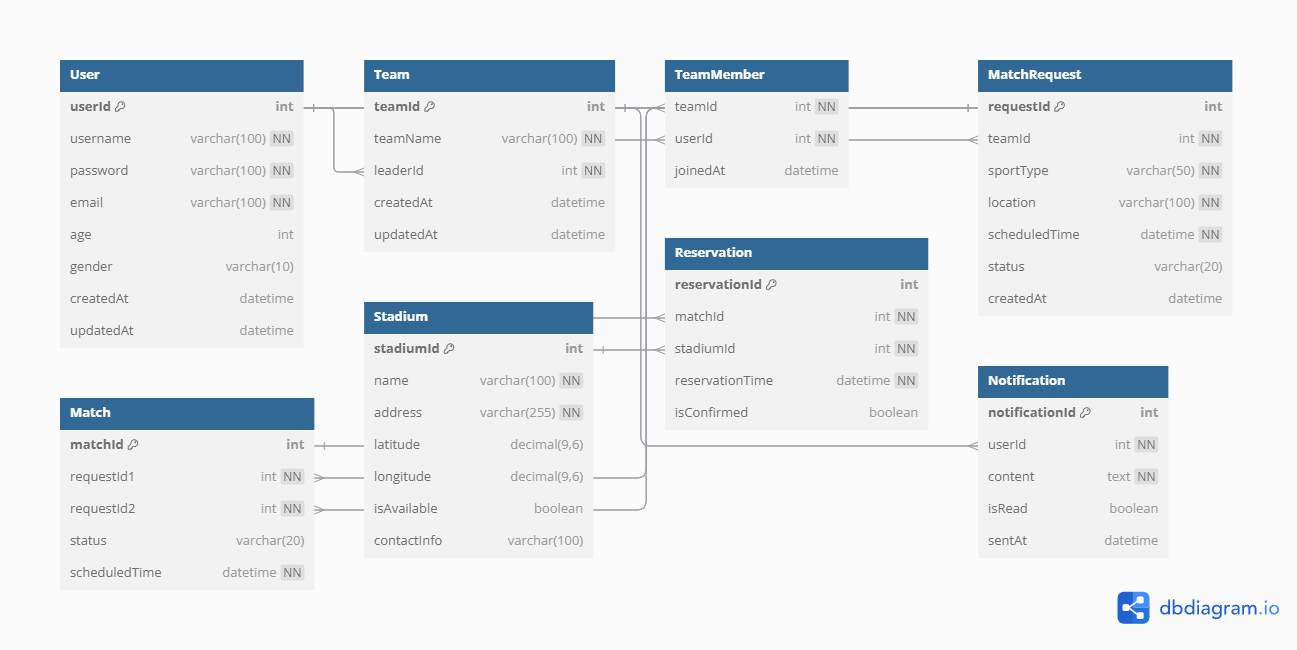 User
userId int
username varchar(100) NN
password varchar(100) NN
email varchar(100) NN
age int
gender varchar(10)
createdAt datetime
updatedAt datetime
Team
teamId int
teamName varchar(100) NN
leaderId int NN
createdAt datetime
updatedAt datetime
TeamMember
teamId int NN
userId int NN
joinedAt datetime
MatchRequest
requestId int
teamId int NN
sportType varchar(50) NN
location varchar(100) NN
scheduledTime datetime NN
status varchar(20)
createdAt datetime
Reservation
reservationId int
matchId int NN
stadiumId int NN
reservationTime datetime NN
isConfirmed boolean
Stadium
stadiumId int
name varchar(100) NN
address varchar(255) NN
latitude decimal(9,6)
longitude decimal(9,6)
isAvailable boolean
contactInfo varchar(100)
Match
matchId int
requestId1 int NN
requestId2 int NN
status varchar(20)
scheduledTime datetime NN
Notification
notificationId int
userId int NN
content text NN
isRead boolean
sentAt datetime
dbdiagram.io